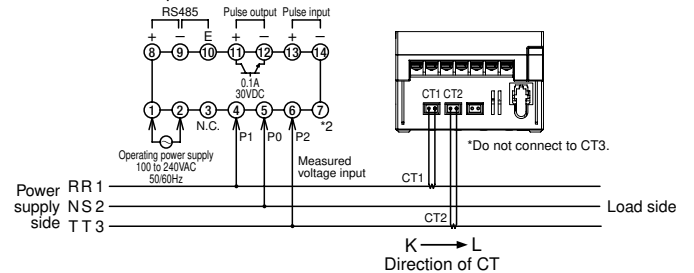 RS485 Pulse output Pulse input
+ − E + − + −
8 9 10 11 12 13 14
0.1A
30VDC
CT1 CT2
1 2 3 4 5 6 7
N.C. P1 P0 P2 *2
*Do not connect to CT3.
Operating power supply
100 to 240VAC
50/60Hz
Measured
voltage input
CT1
Power R R 1
supply N S 2 Load side
side T T 3
CT2
K L
Direction of CT